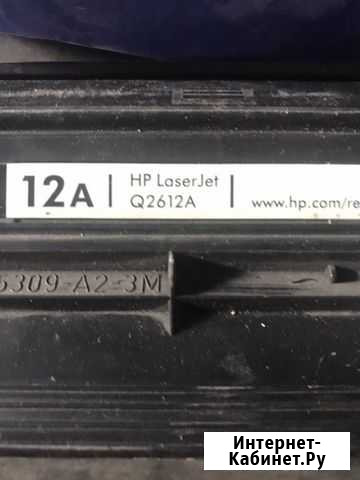 12A | HP LaserJet
Q2612A | www.hp.com/re
5309-A2-3M
Интернет-
Кабинет.Ру